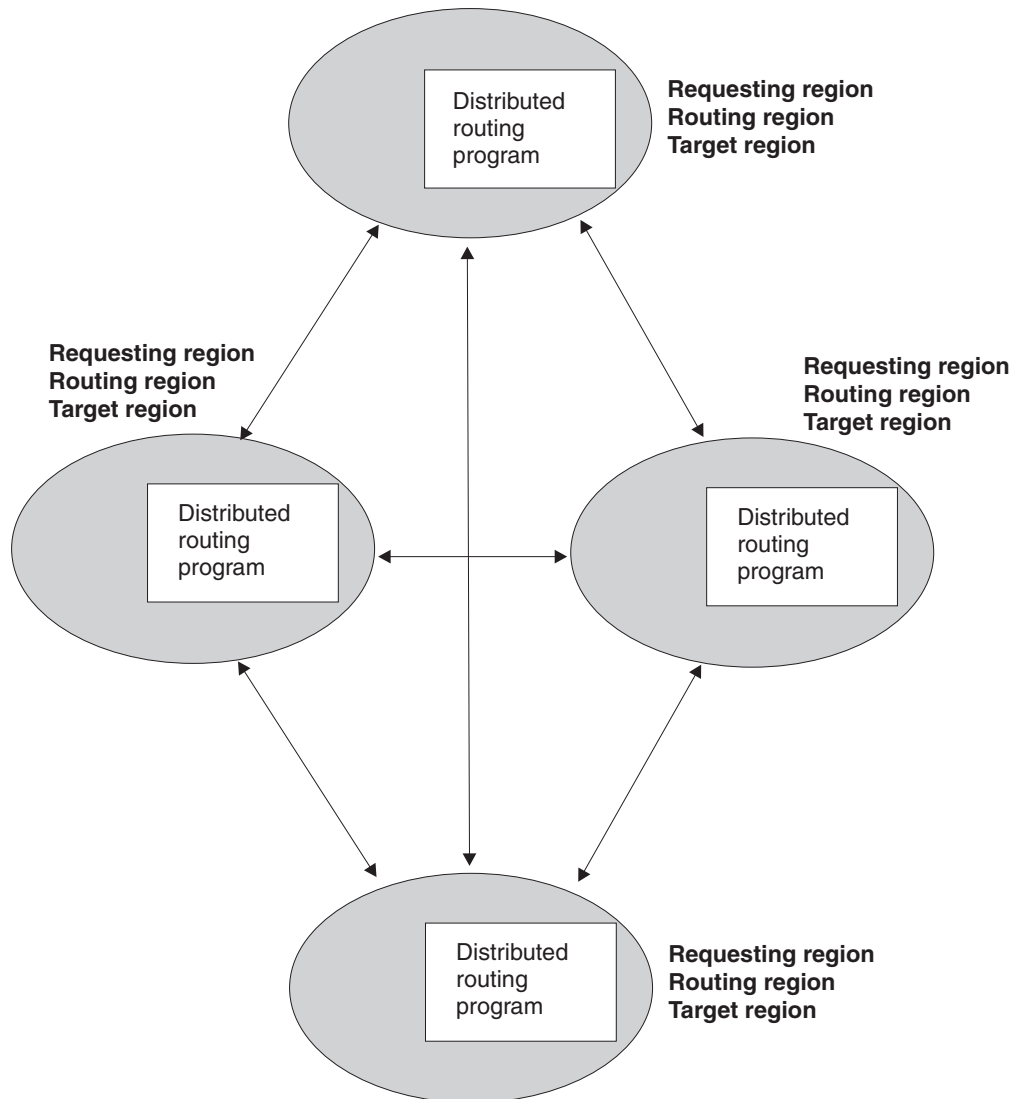 Distributed
routing
program
Requesting region
Routing region
Target region
Requesting region
Routing region
Target region
Requesting region
Routing region
Target region
Distributed
routing
program
Distributed
routing
program
Distributed
routing
program
Requesting region
Routing region
Target region